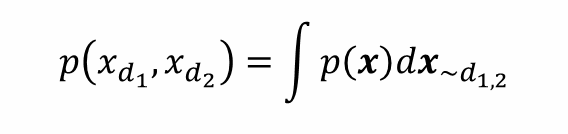 p(x_{d_1}, x_{d_2}) = ∫ p(𝒙)d𝒙_{~d_{1,2}}